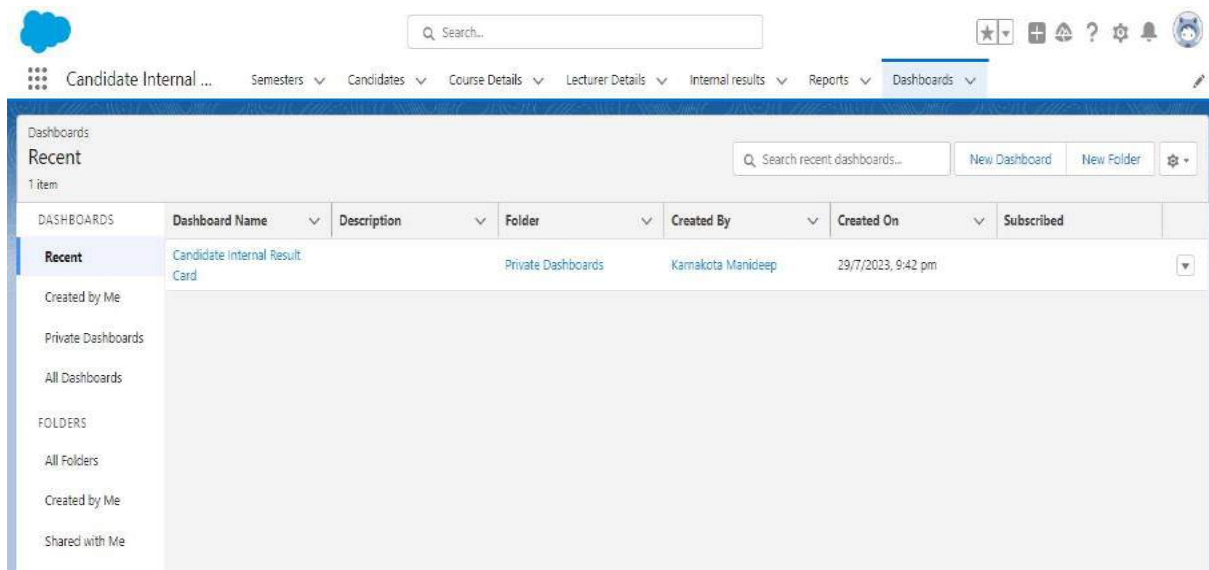 Search...
Candidate Internal ...
Semesters
Candidates
Course Details
Lecturer Details
Internal results
Reports
Dashboards
Dashboards
Recent
1 item
Search recent dashboards...
New Dashboard
New Folder
DASHBOARDS
Dashboard Name
Description
Folder
Created By
Created On
Subscribed
Recent
Candidate Internal Result
Card
Private Dashboards
Karnakota Manideep
29/7/2023, 9:42 pm
Created by Me
Private Dashboards
All Dashboards
FOLDERS
All Folders
Created by Me
Shared with Me